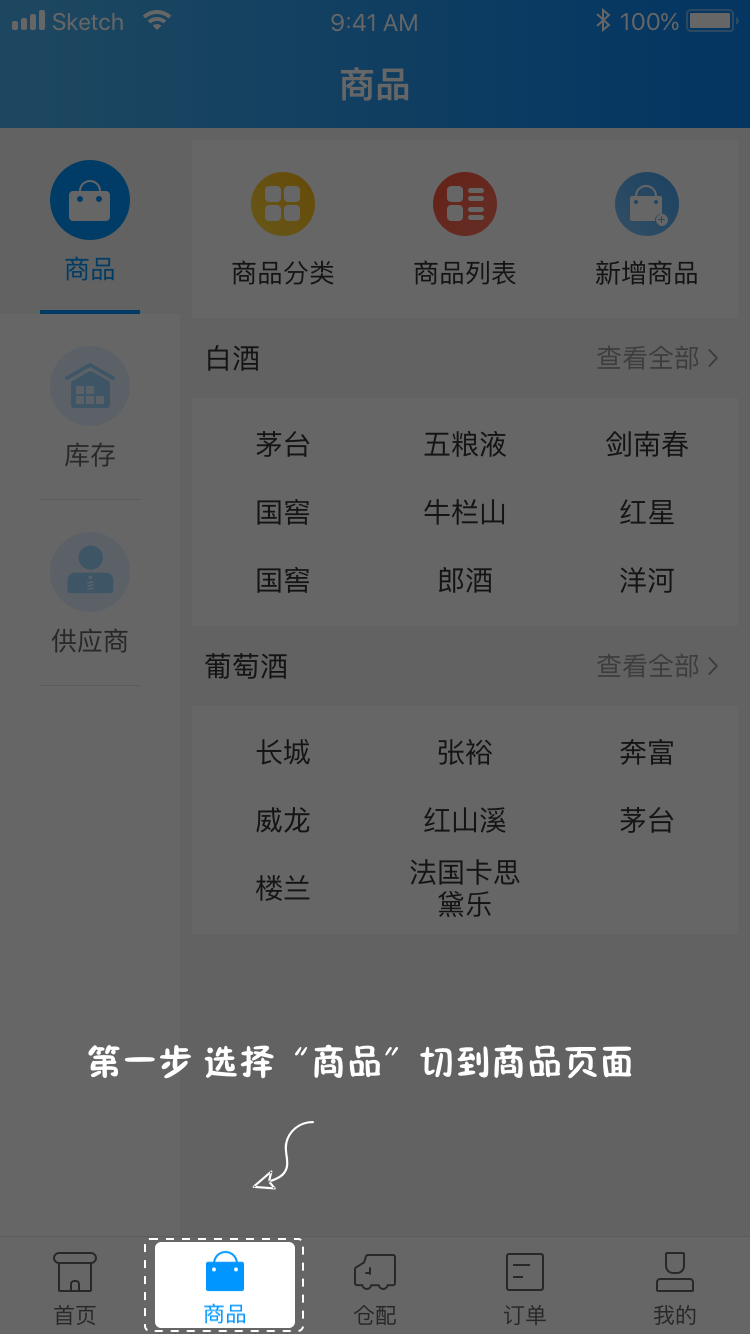 Sketch 9:41 AM 100%
商品
商品
商品分类 商品列表 新增商品
白酒 查看全部
库存
茅台 五粮液 剑南春
国窖 牛栏山 红星
国窖 郎酒 洋河
供应商
葡萄酒 查看全部
长城 张裕 奔富
威龙 红山溪 茅台
楼兰 法国卡思
黛乐
第一步 选择“商品”切到商品页面
首页 商品 仓配 订单 我的